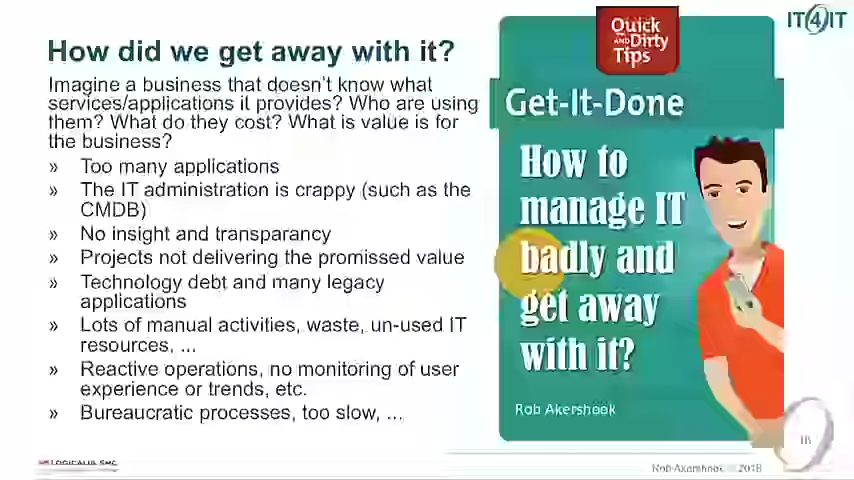 IT4IT
How did we get away with it?
Imagine a business that doesn't know what
services/applications it provides? Who are using
them? What do they cost? What is value is for
the business?
» Too many applications
» The IT administration is crappy (such as the
CMDB)
» No insight and transparency
» Projects not delivering the promissed value
» Technology debt and many legacy
applications
» Lots of manual activities, waste, un-used IT
resources, ...
» Reactive operations, no monitoring of user
experience or trends, etc.
» Bureaucratic processes, too slow, ...
Quick
AND Dirty
Tips
Get-It-Done
How to
manage IT
badly and
get away
with it?
Rob Akershoek
LOGICALIS SMC
Rob Akershoek © 2018